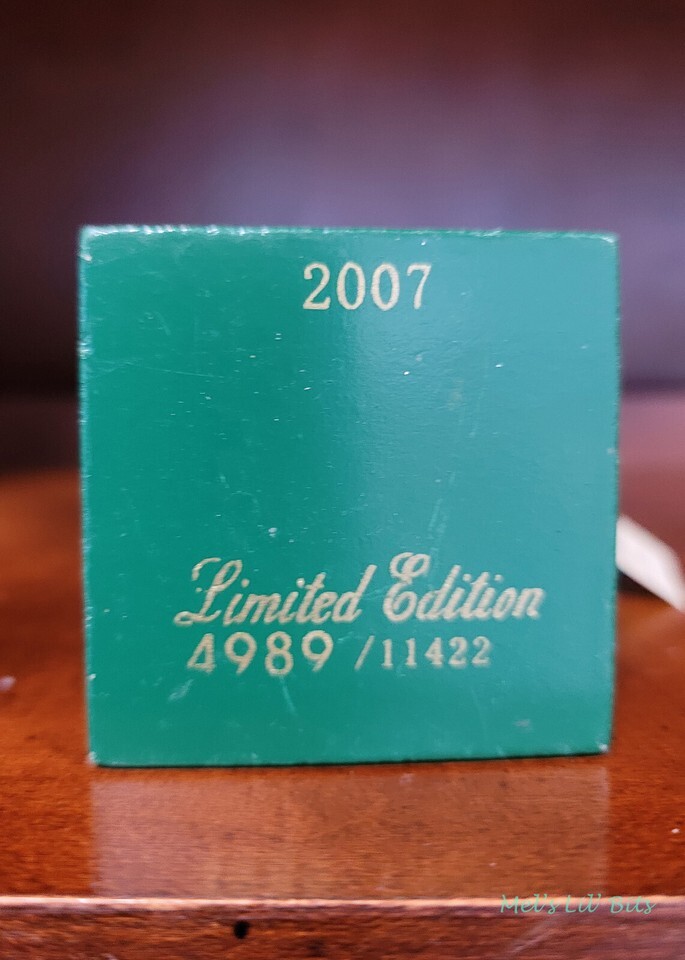 2007
Limited Edition
4989 /11422
Mel's Lil' Bits